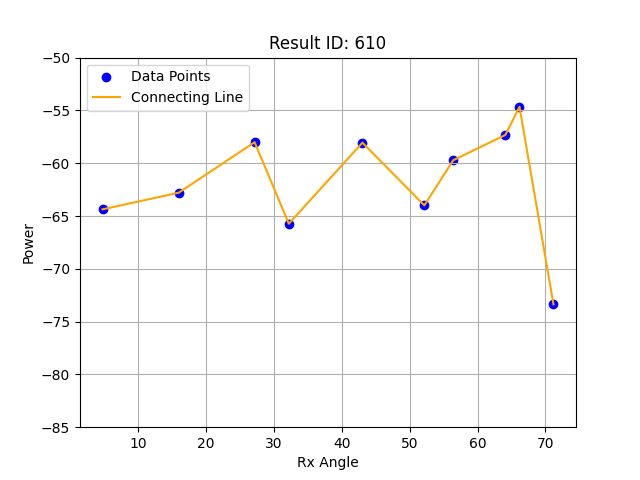 Result ID: 610
Data Points
Connecting Line
Power
−50
−55
−60
−65
−70
−75
−80
−85
10 20 30 40 50 60 70
Rx Angle